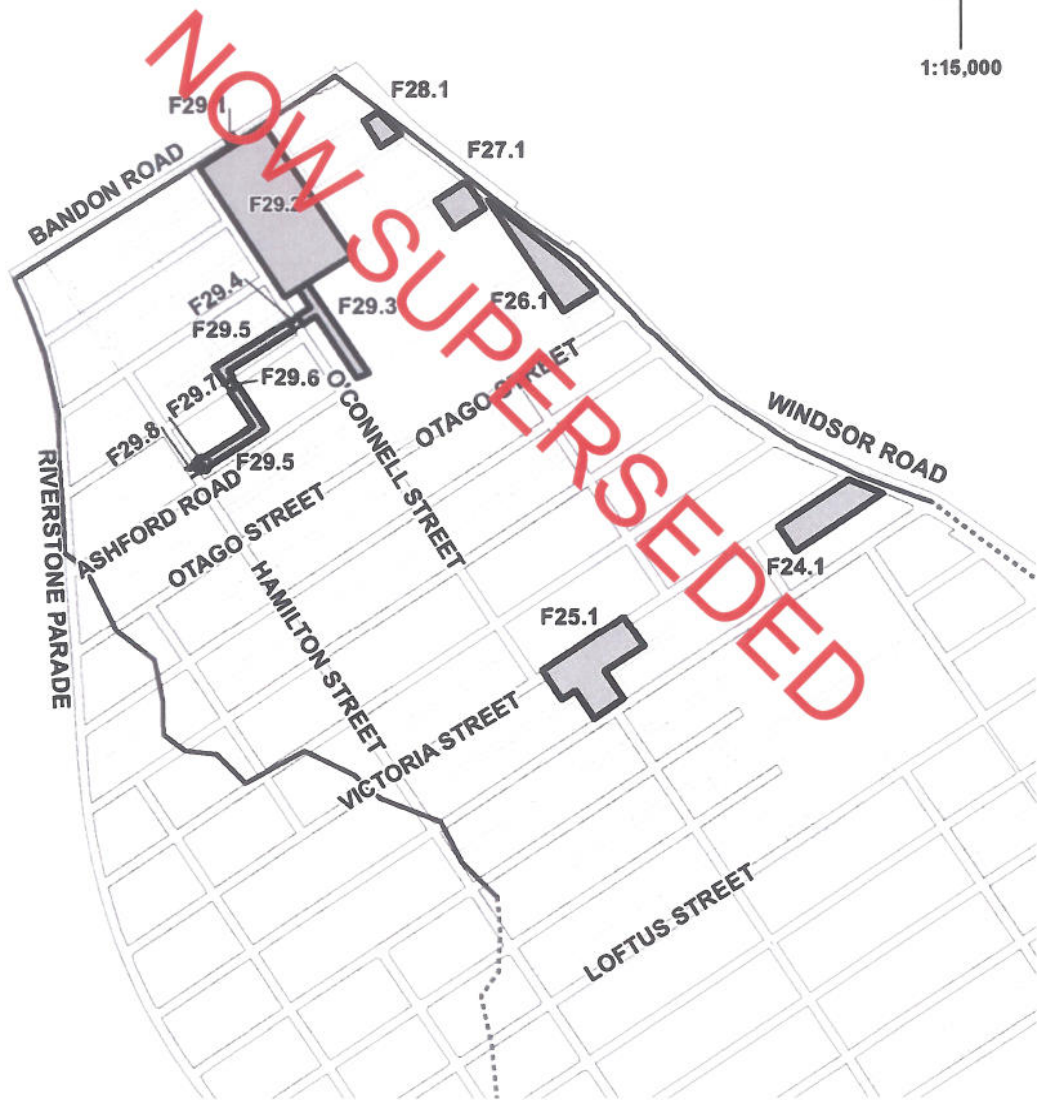 1:15,000
NOW SUPERSEDED
F28.1
F29.1
F27.1
BANDON ROAD
F29.2
F29.4
F29.3
F26.1
F29.5
F29.7
F29.6
O'CONNELL STREET
OTAGO STREET
WINDSOR ROAD
F29.8
F29.5
RIVERSTONE PARADE
ASHFORD ROAD
OTAGO STREET
HAMILTON STREET
F24.1
F25.1
VICTORIA STREET
LOFTUS STREET